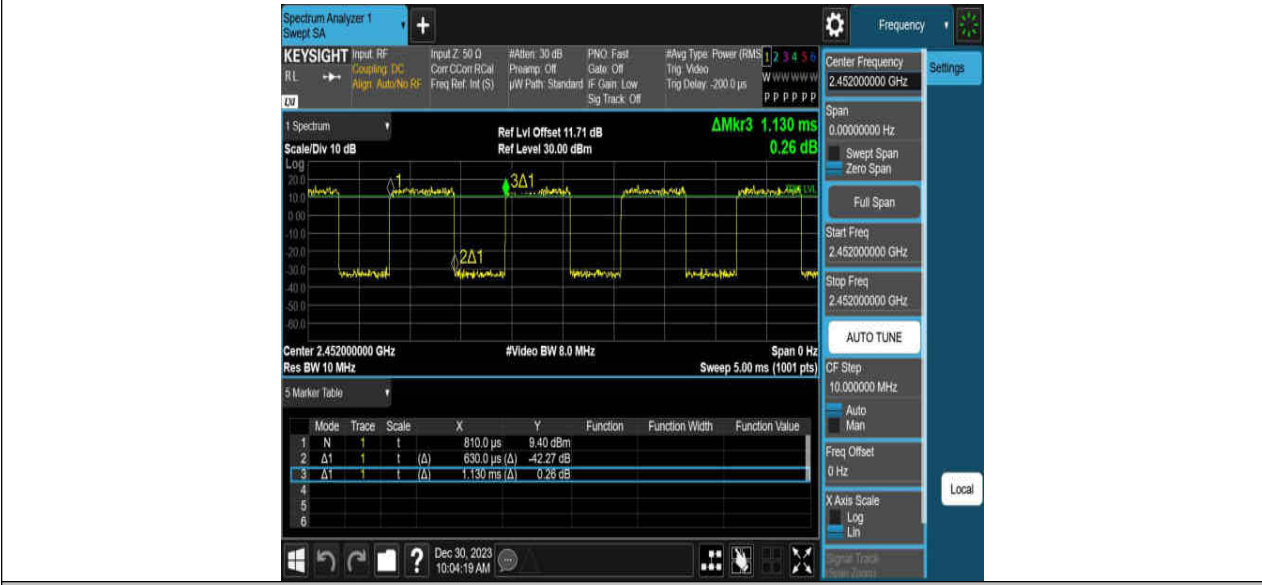 Spectrum Analyzer 1
Swept SA
+
Frequency
KEYSIGHT
RL
LXI
Input: RF
Coupling: DC
Align: Auto/No RF
Input Z: 50 Ω
Corr CCorr RCal
Freq Ref: Int (S)
#Atten: 30 dB
Preamp: Off
µW Path: Standard
PNO: Fast
Gate: Off
IF Gain: Low
Sig Track: Off
#Avg Type: Power (RMS
Trig: Video
Trig Delay: -200.0 µs
1 2 3 4 5 6
W W W W W W
P P P P P P
1 Spectrum
Scale/Div 10 dB
Ref Lvl Offset 11.71 dB
Ref Level 30.00 dBm
ΔMkr3 1.130 ms
0.26 dB
Log
20.0
10.0
0.00
-10.0
-20.0
-30.0
-40.0
-50.0
-60.0
1
3Δ1
2Δ1
Center 2.452000000 GHz
#Video BW 8.0 MHz
Span 0 Hz
Res BW 10 MHz
Sweep 5.00 ms (1001 pts)
5 Marker Table
Mode Trace Scale X Y Function Function Width Function Value
1 N 1 t 810.0 µs 9.40 dBm
2 Δ1 1 t (Δ) 630.0 µs (Δ) -42.27 dB
3 Δ1 1 t (Δ) 1.130 ms (Δ) 0.26 dB
4
5
6
?
Dec 30, 2023
10:04:19 AM
Center Frequency
2.452000000 GHz
Span
0.00000000 Hz
Swept Span
Zero Span
Full Span
Start Freq
2.452000000 GHz
Stop Freq
2.452000000 GHz
AUTO TUNE
CF Step
10.000000 MHz
Auto
Man
Freq Offset
0 Hz
X Axis Scale
Log
Lin
Signal Track
(Span Zoom)
Settings
Local